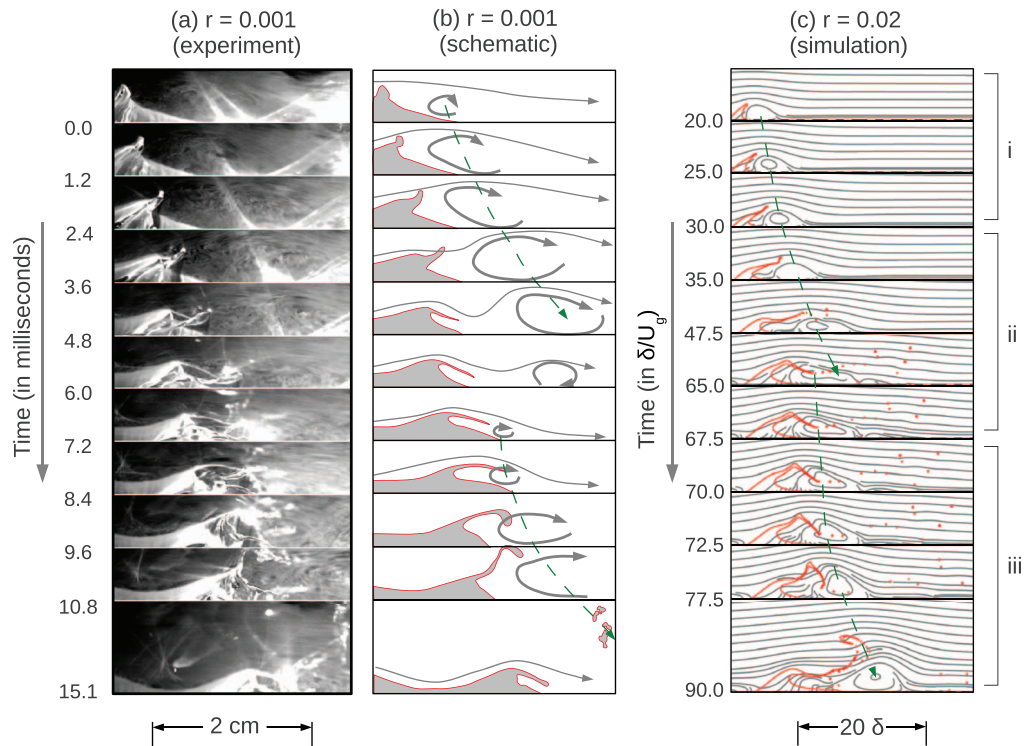 (a) r = 0.001
(experiment)
(b) r = 0.001
(schematic)
(c) r = 0.02
(simulation)
Time (in milliseconds)
0.0
1.2
2.4
3.6
4.8
6.0
7.2
8.4
9.6
10.8
15.1
2 cm
Time (in δ/U_g)
20.0
25.0
30.0
35.0
47.5
65.0
67.5
70.0
72.5
77.5
90.0
i
ii
iii
20 δ